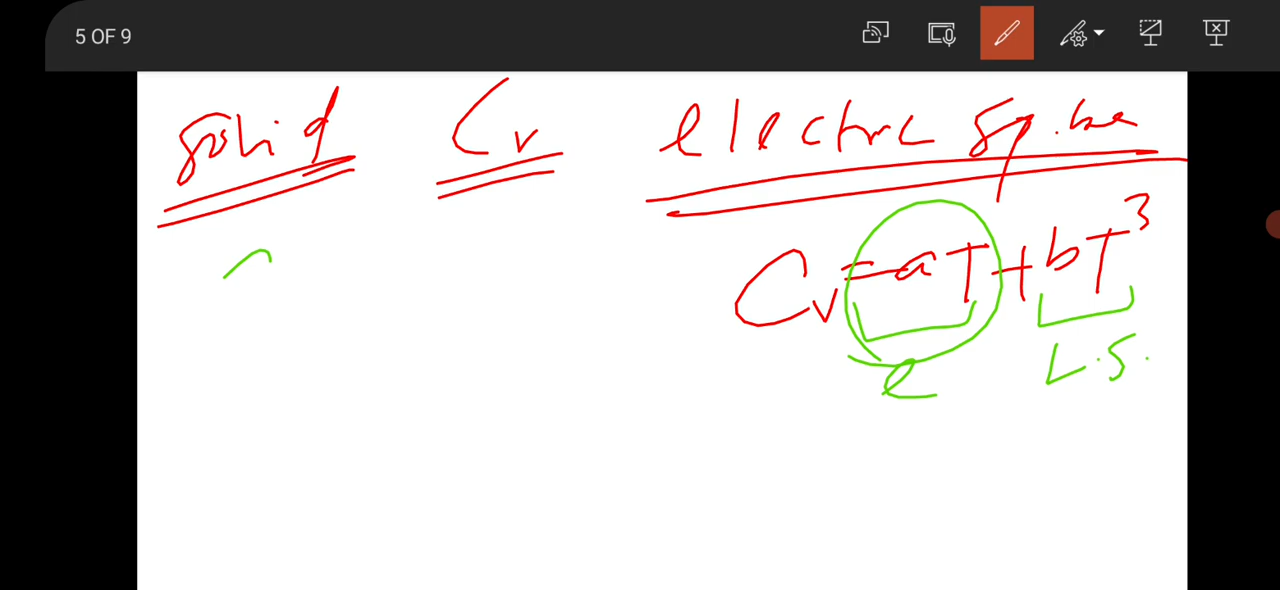 5 OF 9
solid Cv electric sp. he
Cv = aT + bT³
e L.S.